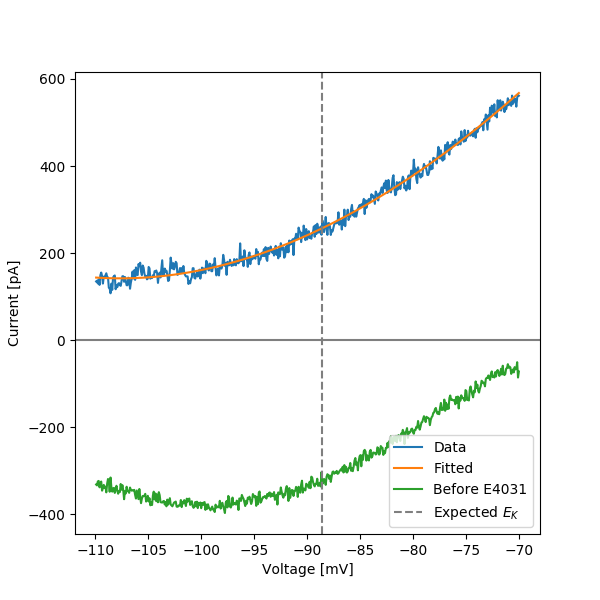 600
400
200
0
−200
−400
Current [pA]
−110
−105
−100
−95
−90
−85
−80
−75
−70
Voltage [mV]
Data
Fitted
Before E4031
Expected E_K